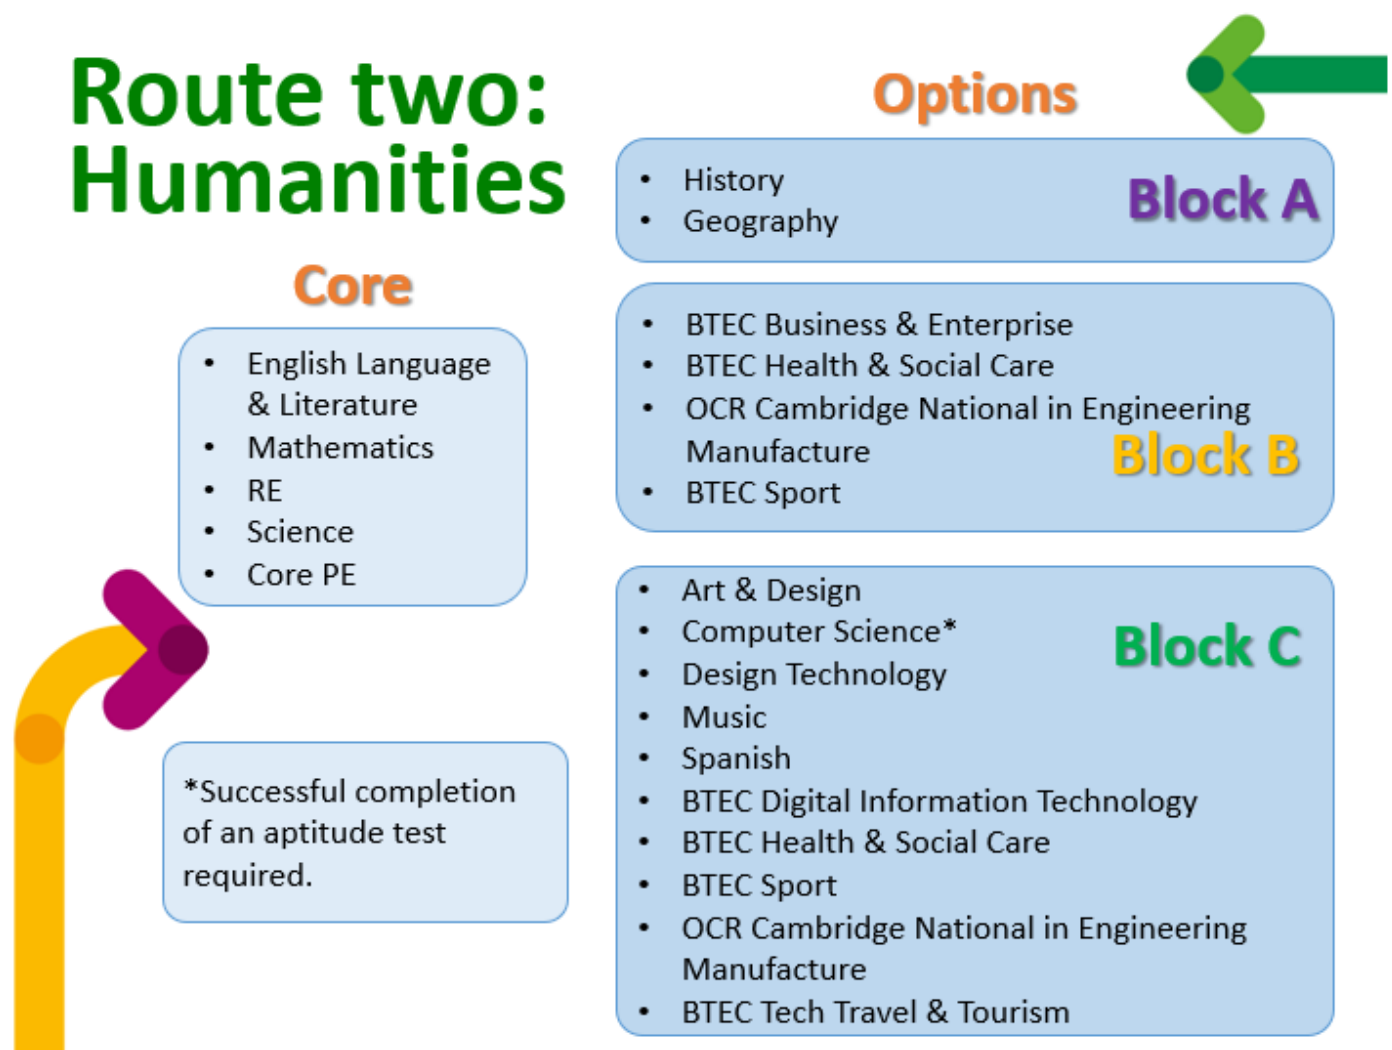 Route two:
Humanities
Core
• English Language
& Literature
• Mathematics
• RE
• Science
• Core PE
*Successful completion
of an aptitude test
required.
Options
Block A
• History
• Geography
Block B
• BTEC Business & Enterprise
• BTEC Health & Social Care
• OCR Cambridge National in Engineering
Manufacture
• BTEC Sport
Block C
• Art & Design
• Computer Science*
• Design Technology
• Music
• Spanish
• BTEC Digital Information Technology
• BTEC Health & Social Care
• BTEC Sport
• OCR Cambridge National in Engineering
Manufacture
• BTEC Tech Travel & Tourism